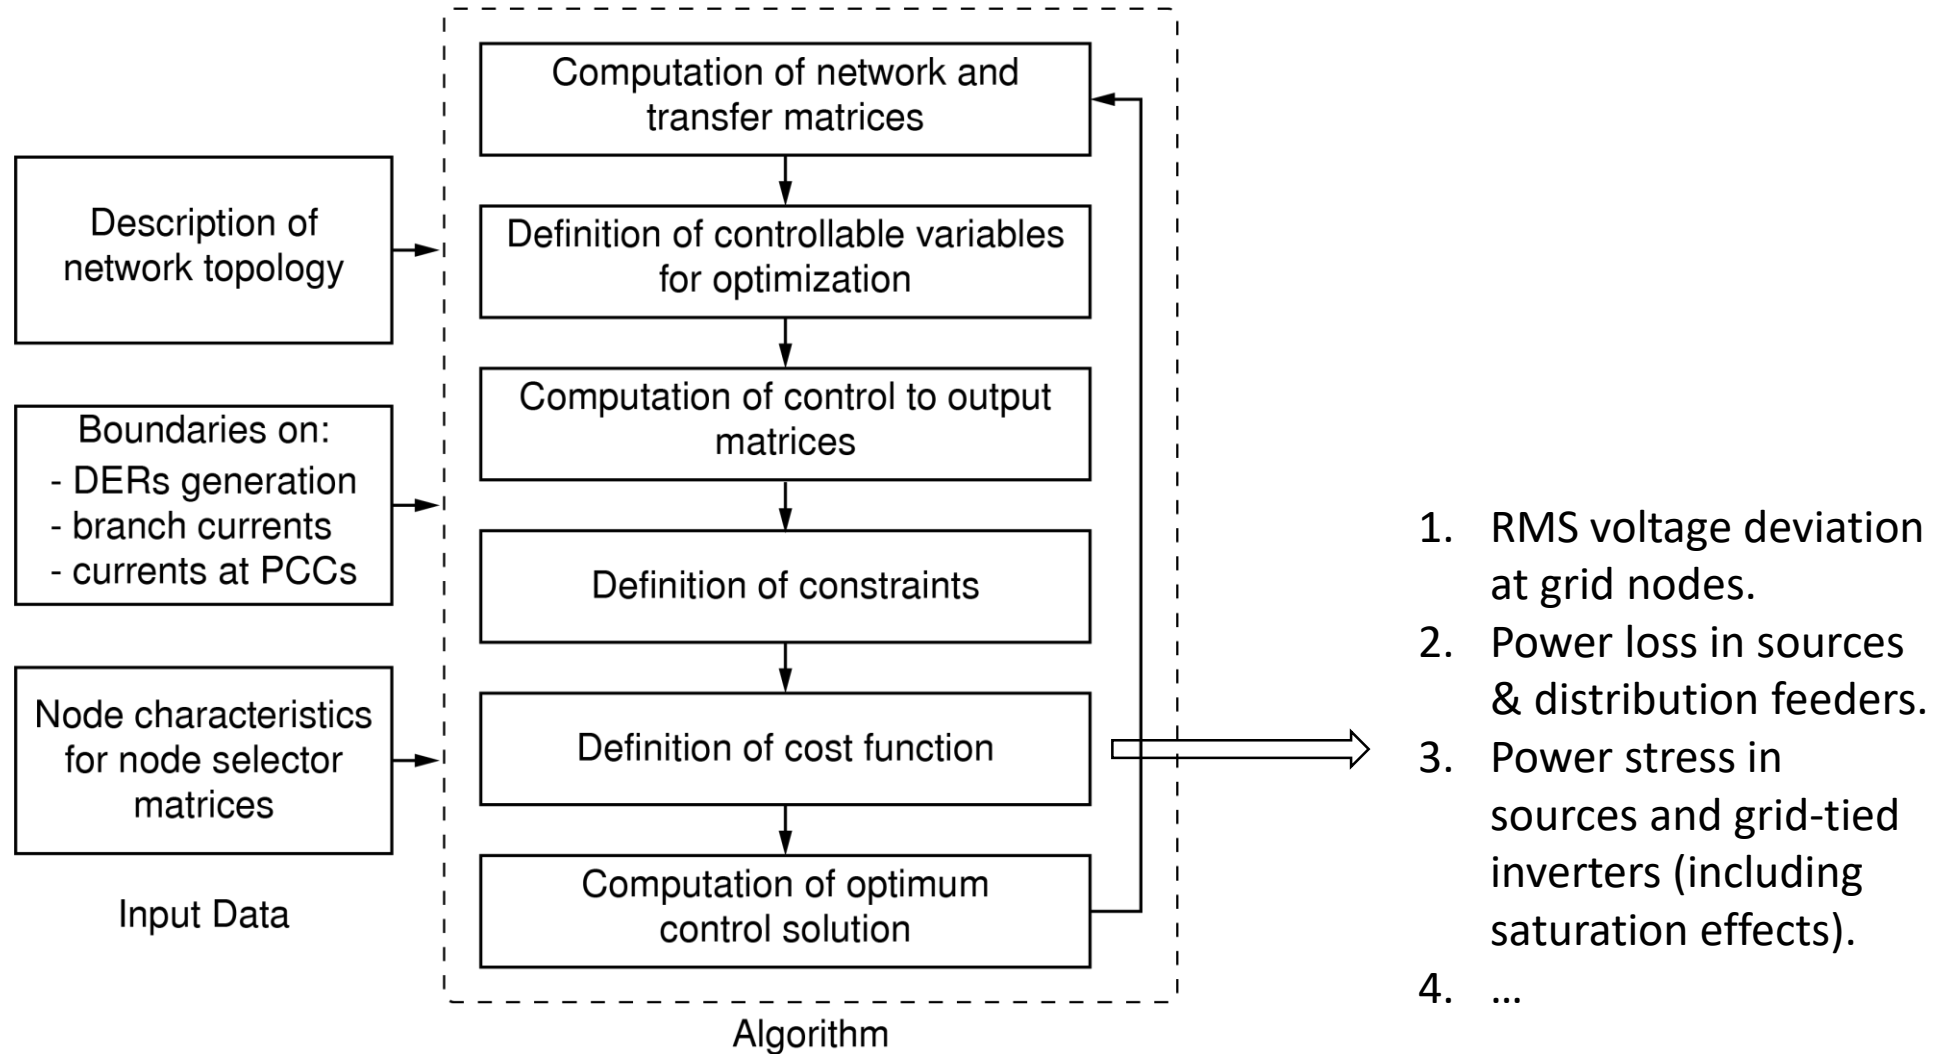 Description of
network topology
Boundaries on:
- DERs generation
- branch currents
- currents at PCCs
Node characteristics
for node selector
matrices
Input Data
Computation of network and
transfer matrices
Definition of controllable variables
for optimization
Computation of control to output
matrices
Definition of constraints
Definition of cost function
Computation of optimum
control solution
Algorithm
1. RMS voltage deviation
at grid nodes.
2. Power loss in sources
& distribution feeders.
3. Power stress in
sources and grid-tied
inverters (including
saturation effects).
4. …